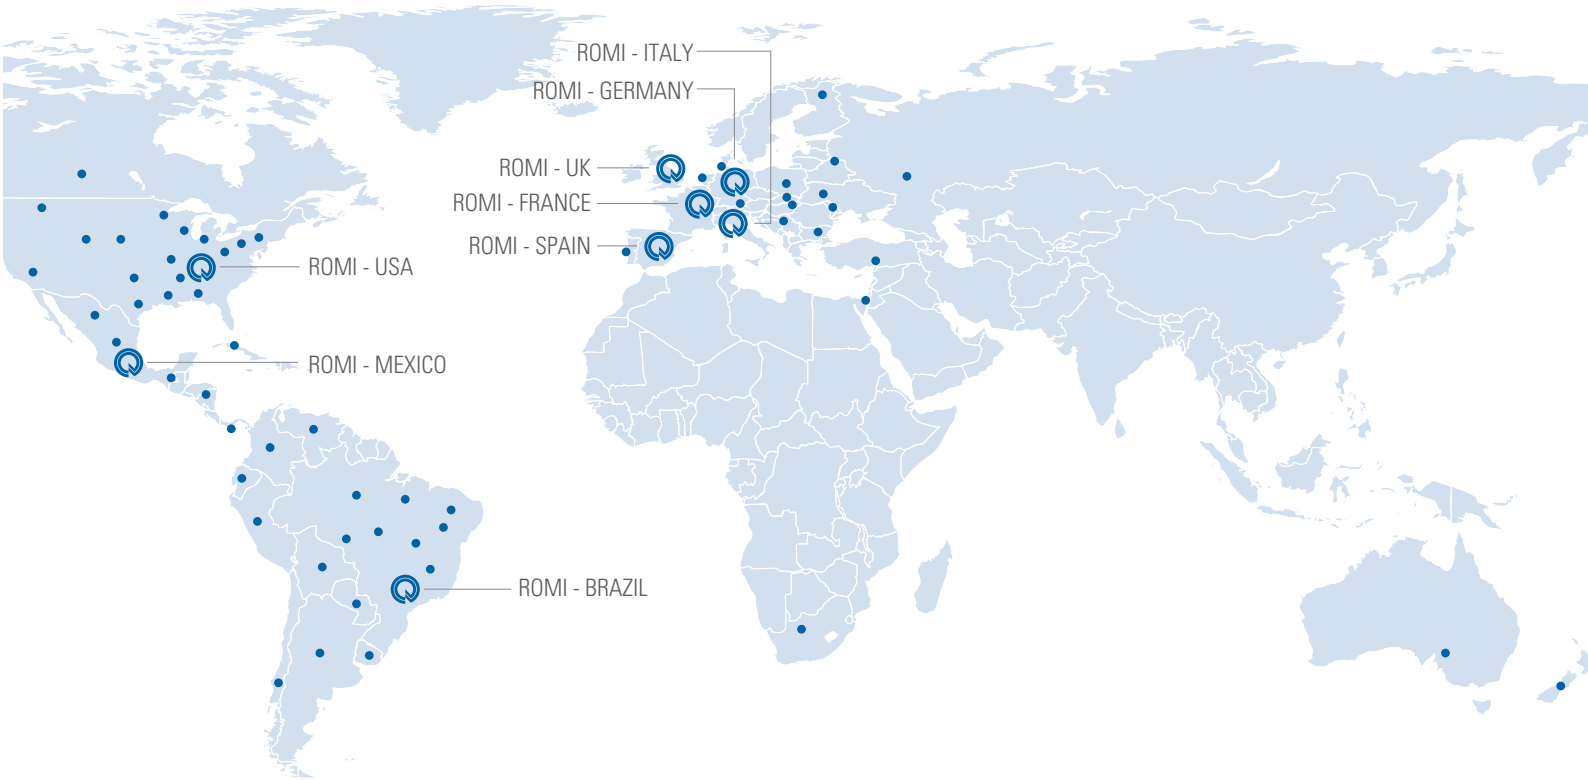 ROMI - ITALY
ROMI - GERMANY
ROMI - UK
ROMI - FRANCE
ROMI - SPAIN
ROMI - USA
ROMI - MEXICO
ROMI - BRAZIL